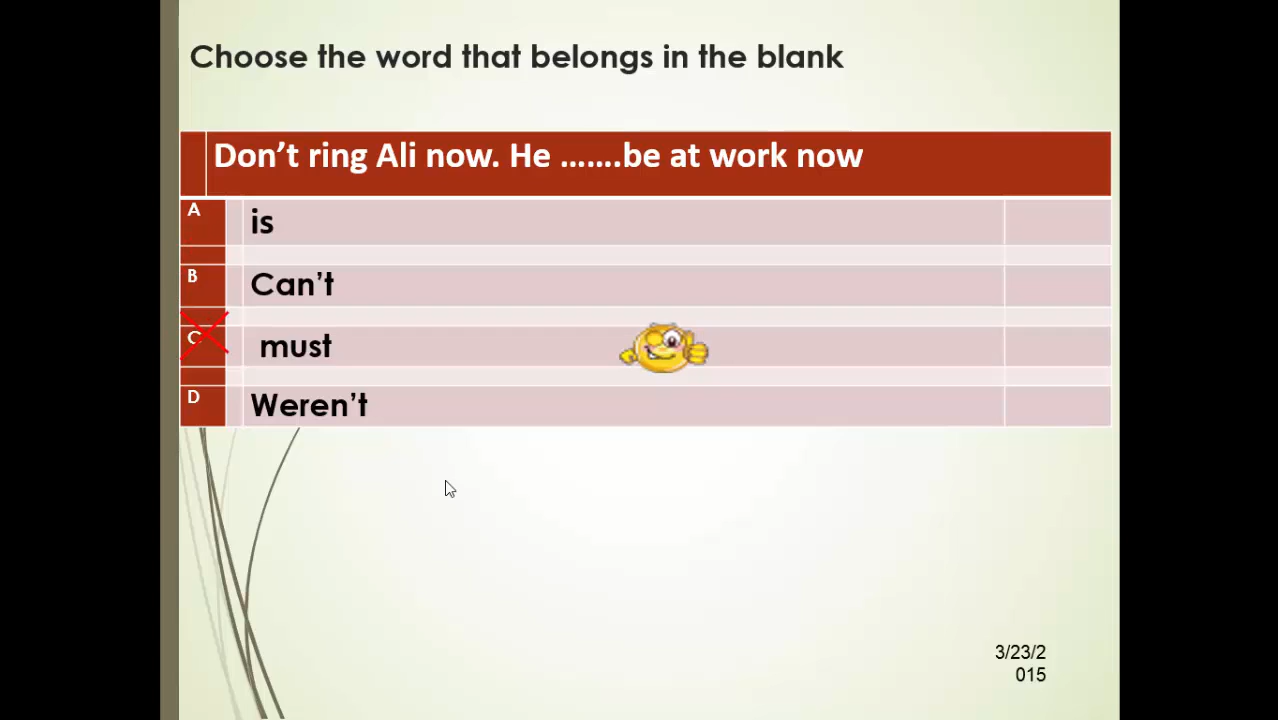 Choose the word that belongs in the blank
Don’t ring Ali now. He …….be at work now
A is
B Can’t
C must
D Weren’t
3/23/2
015